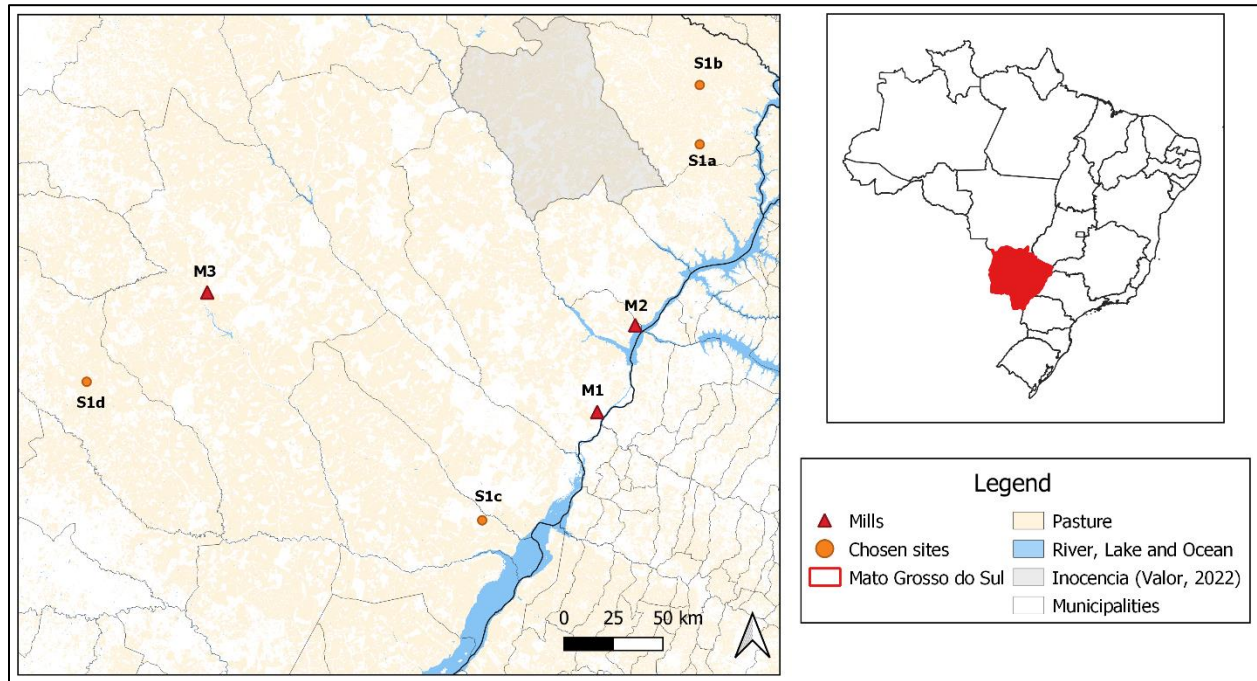 S1b
S1a
M3
M2
S1d
M1
S1c
0 25 50 km
Legend
Mills
Chosen sites
Mato Grosso do Sul
Pasture
River, Lake and Ocean
Inocencia (Valor, 2022)
Municipalities